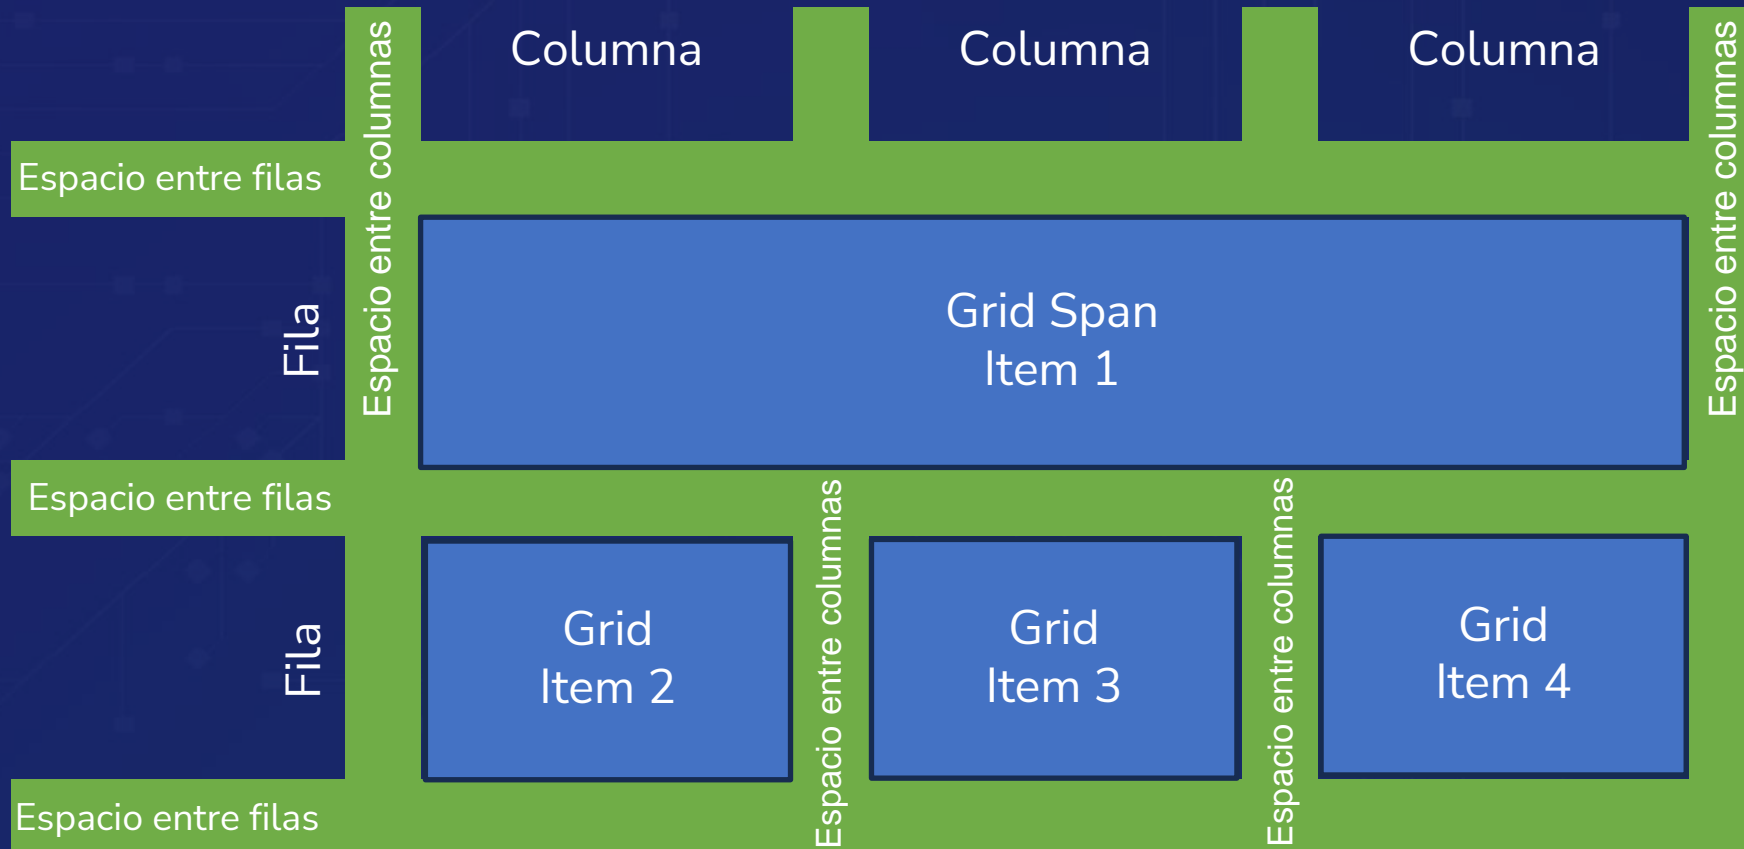 Columna
Columna
Columna
Espacio entre columnas
Espacio entre columnas
Espacio entre filas
Fila
Grid Span
Item 1
Espacio entre filas
Espacio entre columnas
Espacio entre columnas
Fila
Grid
Item 2
Grid
Item 3
Grid
Item 4
Espacio entre filas